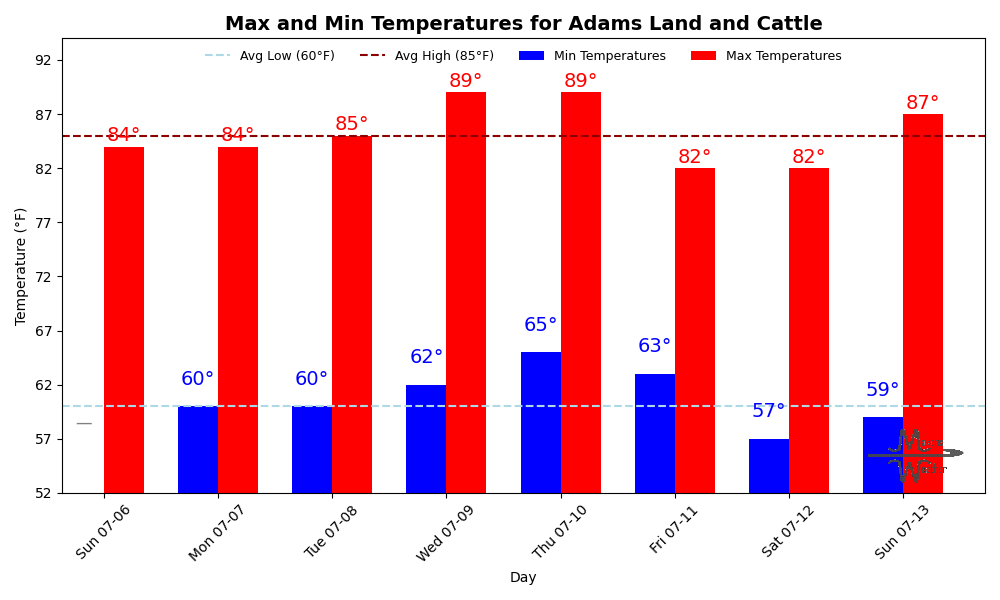 Max and Min Temperatures for Adams Land and Cattle
Avg Low (60°F) Avg High (85°F) Min Temperatures Max Temperatures
Temperature (°F)
92
87
82
77
72
67
62
57
52
84° 84° 85° 89° 89° 82° 82° 87°
60° 60° 62° 65° 63° 57° 59°
—
Sun 07-06 Mon 07-07 Tue 07-08 Wed 07-09 Thu 07-10 Fri 07-11 Sat 07-12 Sun 07-13
Day